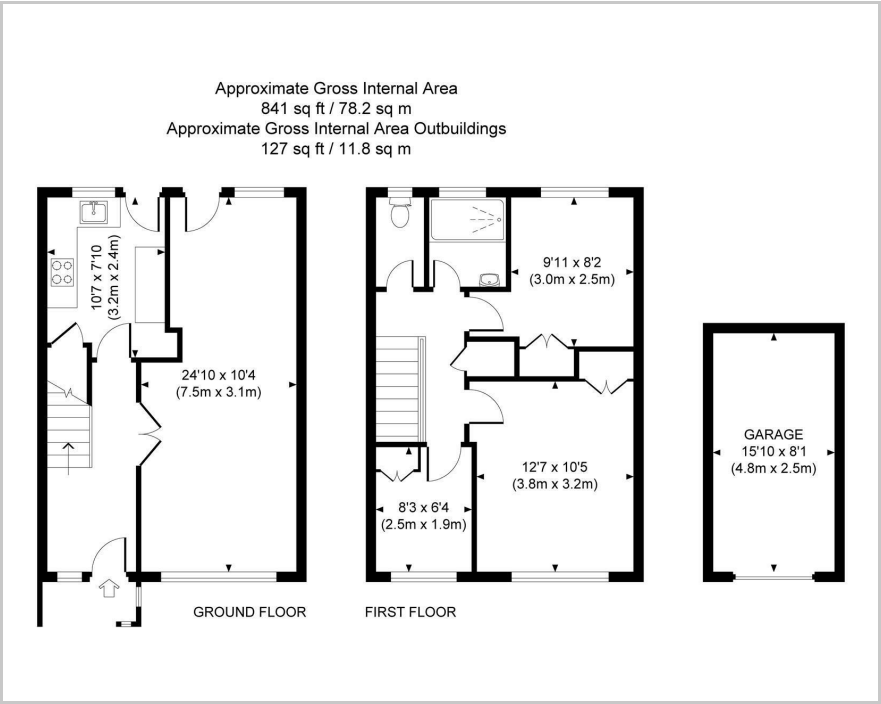 Approximate Gross Internal Area
841 sq ft / 78.2 sq m
Approximate Gross Internal Area Outbuildings
127 sq ft / 11.8 sq m
10'7 x 7'10
(3.2m x 2.4m)
24'10 x 10'4
(7.5m x 3.1m)
9'11 x 8'2
(3.0m x 2.5m)
12'7 x 10'5
(3.8m x 3.2m)
8'3 x 6'4
(2.5m x 1.9m)
GARAGE
15'10 x 8'1
(4.8m x 2.5m)
GROUND FLOOR
FIRST FLOOR